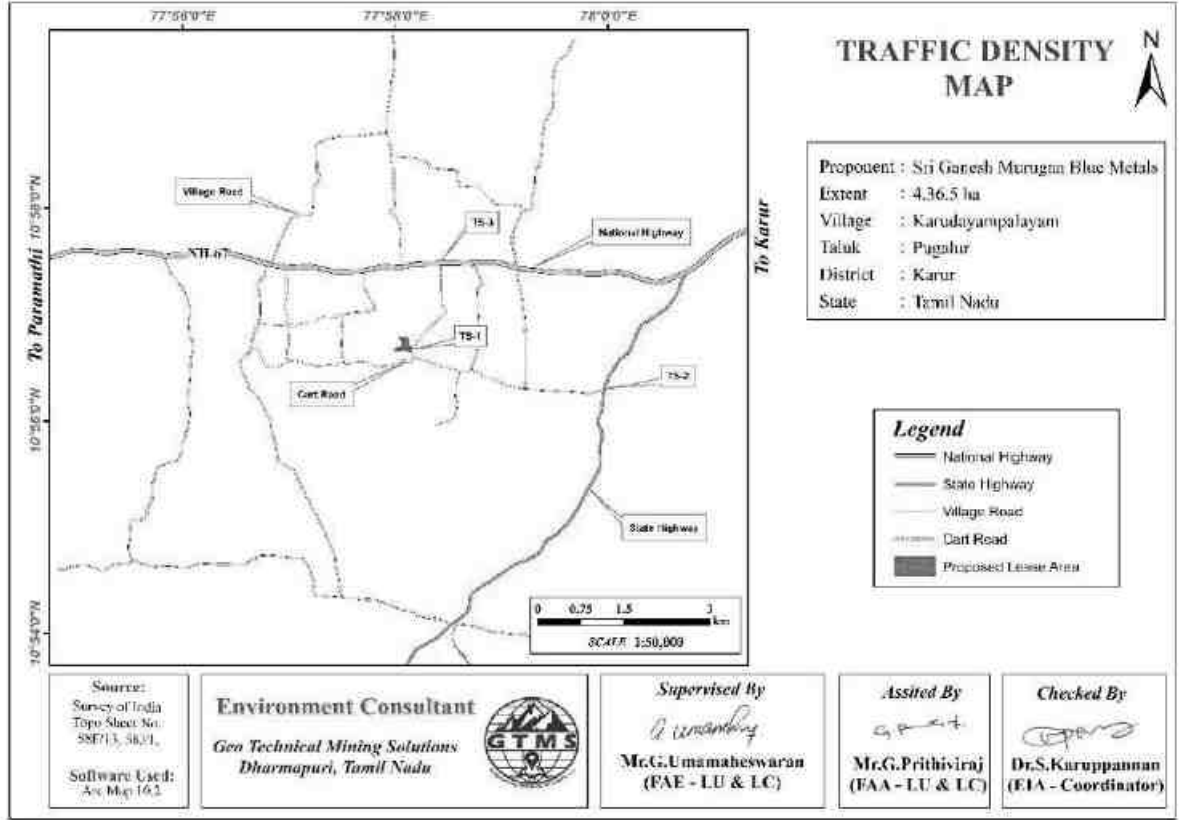 77°56'0"E
77°58'0"E
78°0'0"E
TRAFFIC DENSITY
MAP
N
Proponent : Sri Ganesh Murugan Blue Metals
Extent : 4.36.5 ha
Village : Karudayampalayam
Taluk : Pugalur
District : Karur
State : Tamil Nadu
10°58'0"N
10°56'0"N
10°54'0"N
To Paramathi
To Karur
Village Road
TS-3
National Highway
NH-67
TS-1
Cart Road
TS-2
State Highway
Legend
National Highway
State Highway
Village Road
Cart Road
Proposed Lease Area
0 0.75 1.5 3
km
SCALE 1:50,000
Source:
Survey of India
Topo Sheet No:
Software Used:
Arc Map 10.2
Environment Consultant
Geo Technical Mining Solutions
Dharmapuri, Tamil Nadu
GTMS
Supervised By
Mr.G.Umamaheswaran
(FAE - LU & LC)
Assited By
Mr.G.Prithiviraj
(FAA - LU & LC)
Checked By
Dr.S.Karuppannan
(EIA - Coordinator)